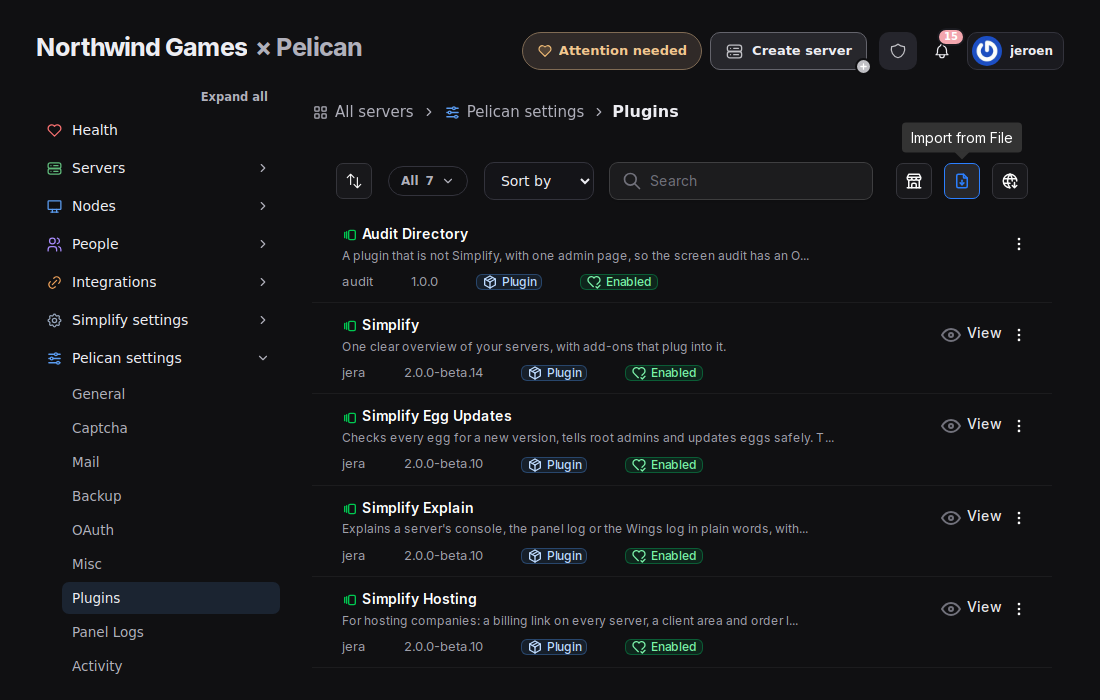 Northwind Games × Pelican
Attention needed
Create server
15
jeroen
Expand all
Health
Servers
Nodes
People
Integrations
Simplify settings
Pelican settings
General
Captcha
Mail
Backup
OAuth
Misc
Plugins
Panel Logs
Activity
All servers > Pelican settings > Plugins
Import from File
All 7
Sort by
Search
Audit Directory
A plugin that is not Simplify, with one admin page, so the screen audit has an O...
audit 1.0.0 Plugin Enabled
Simplify
One clear overview of your servers, with add-ons that plug into it.
jera 2.0.0-beta.14 Plugin Enabled
View
Simplify Egg Updates
Checks every egg for a new version, tells root admins and updates eggs safely. T...
jera 2.0.0-beta.10 Plugin Enabled
View
Simplify Explain
Explains a server's console, the panel log or the Wings log in plain words, with...
jera 2.0.0-beta.10 Plugin Enabled
View
Simplify Hosting
For hosting companies: a billing link on every server, a client area and order l...
jera 2.0.0-beta.10 Plugin Enabled
View